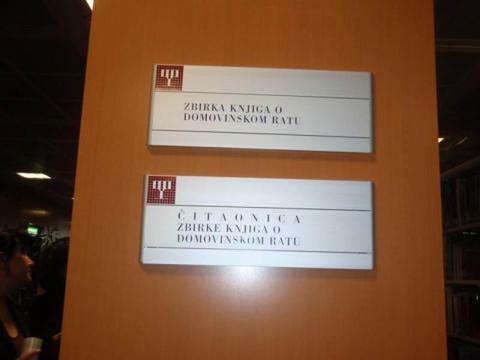 ZBIRKA KNJIGA O
DOMOVINSKOM RATU
ČITAONICA
ZBIRKE KNJIGA O
DOMOVINSKOM RATU